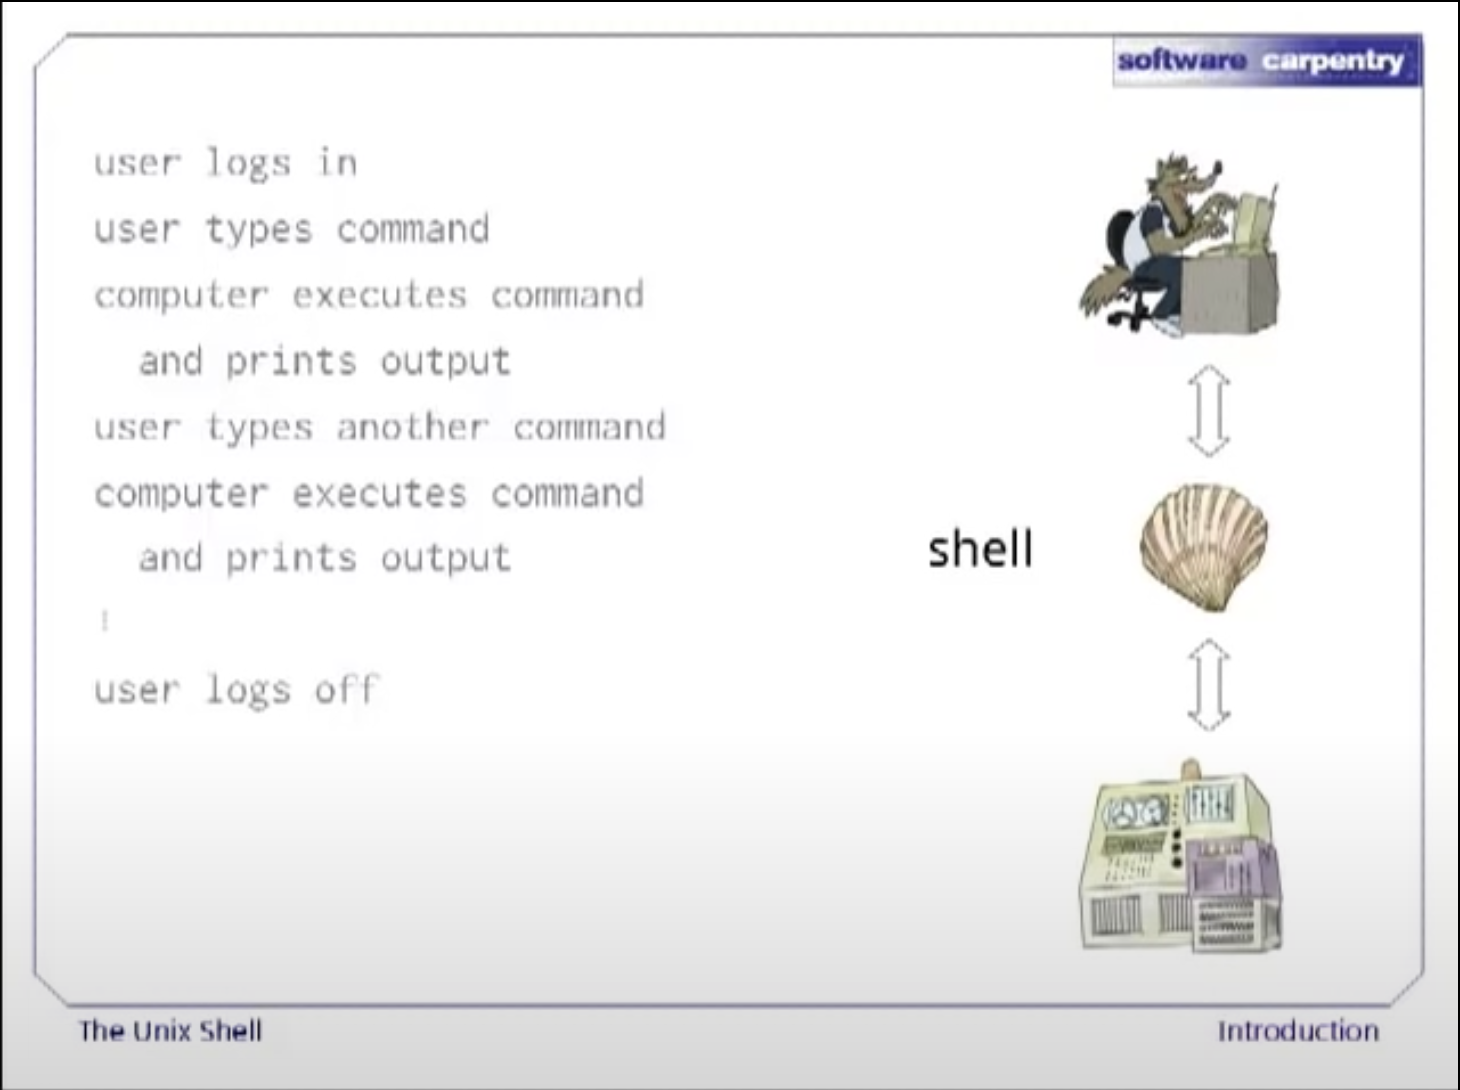 software carpentry
user logs in
user types command
computer executes command
and prints output
user types another command
computer executes command
and prints output
⋮
user logs off
shell
The Unix Shell
Introduction